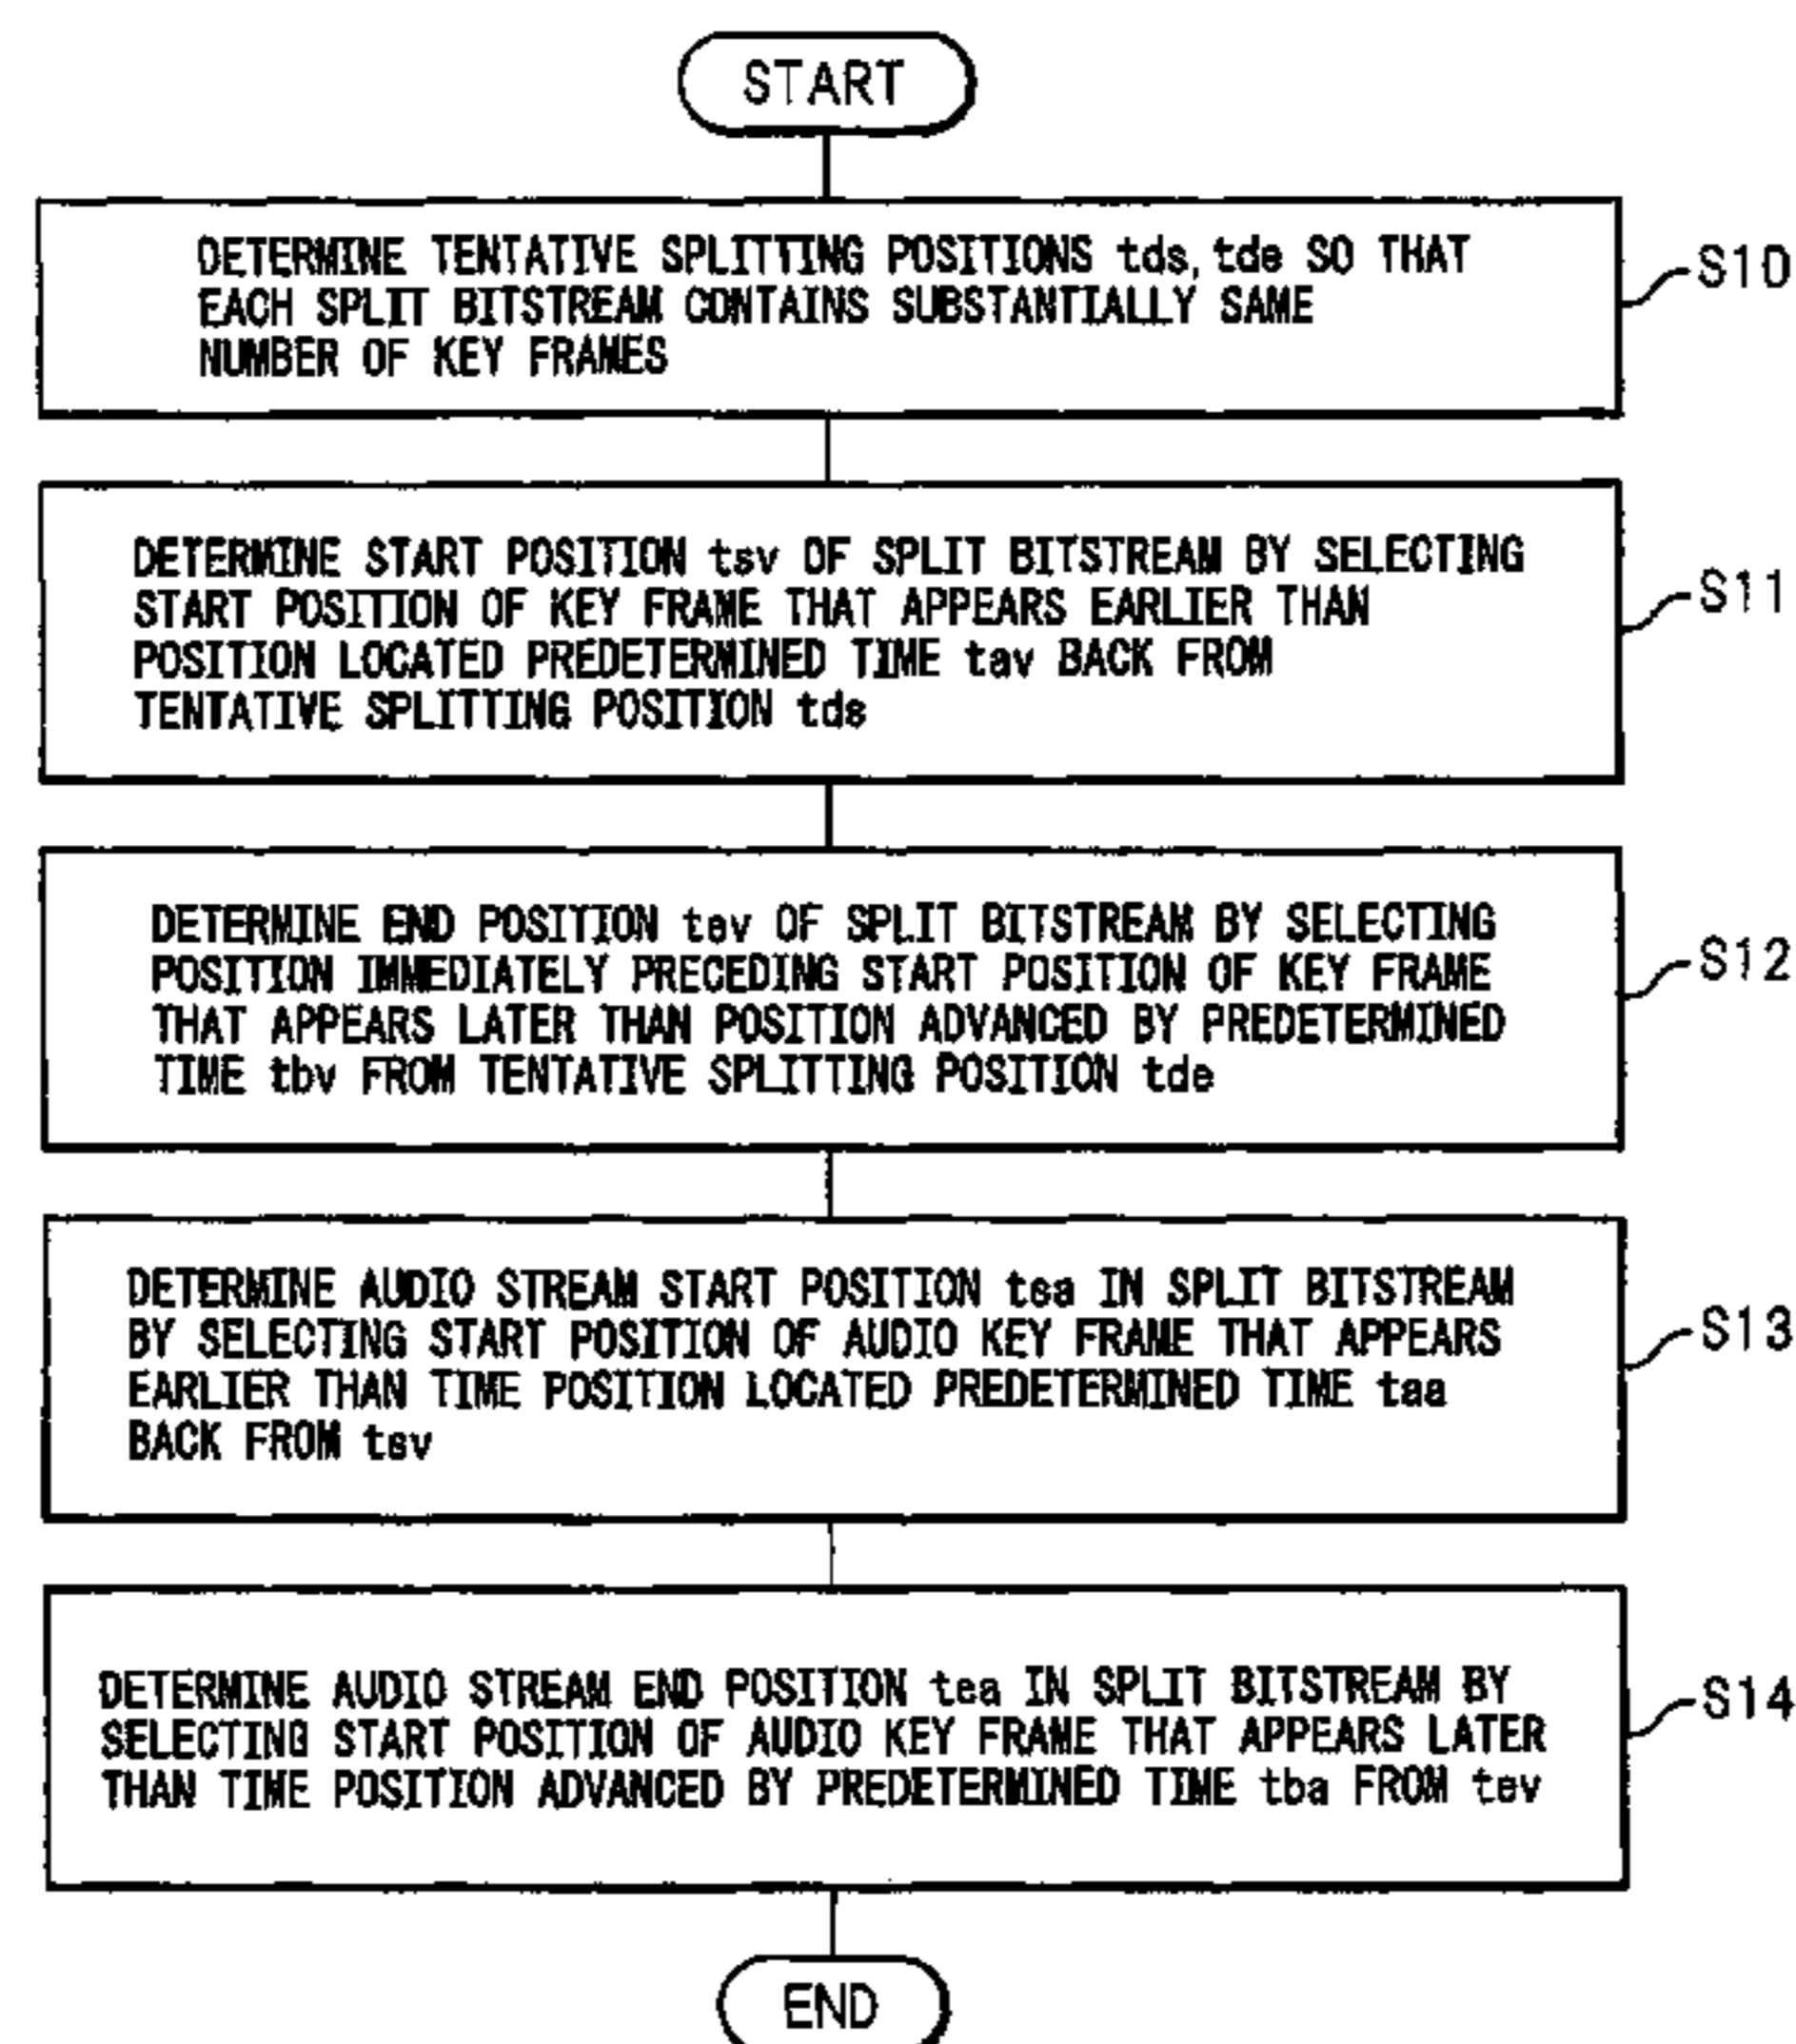 START
DETERMINE TENTATIVE SPLITTING POSITIONS tds, tde SO THAT
EACH SPLIT BITSTREAM CONTAINS SUBSTANTIALLY SAME
NUMBER OF KEY FRAMES
S10
DETERMINE START POSITION tsv OF SPLIT BITSTREAM BY SELECTING
START POSITION OF KEY FRAME THAT APPEARS EARLIER THAN
POSITION LOCATED PREDETERMINED TIME tav BACK FROM
TENTATIVE SPLITTING POSITION tds
S11
DETERMINE END POSITION tev OF SPLIT BITSTREAM BY SELECTING
POSITION IMMEDIATELY PRECEDING START POSITION OF KEY FRAME
THAT APPEARS LATER THAN POSITION ADVANCED BY PREDETERMINED
TIME tbv FROM TENTATIVE SPLITTING POSITION tde
S12
DETERMINE AUDIO STREAM START POSITION tsa IN SPLIT BITSTREAM
BY SELECTING START POSITION OF AUDIO KEY FRAME THAT APPEARS
EARLIER THAN TIME POSITION LOCATED PREDETERMINED TIME taa
BACK FROM tsv
S13
DETERMINE AUDIO STREAM END POSITION tea IN SPLIT BITSTREAM BY
SELECTING START POSITION OF AUDIO KEY FRAME THAT APPEARS LATER
THAN TIME POSITION ADVANCED BY PREDETERMINED TIME tba FROM tev
S14
END